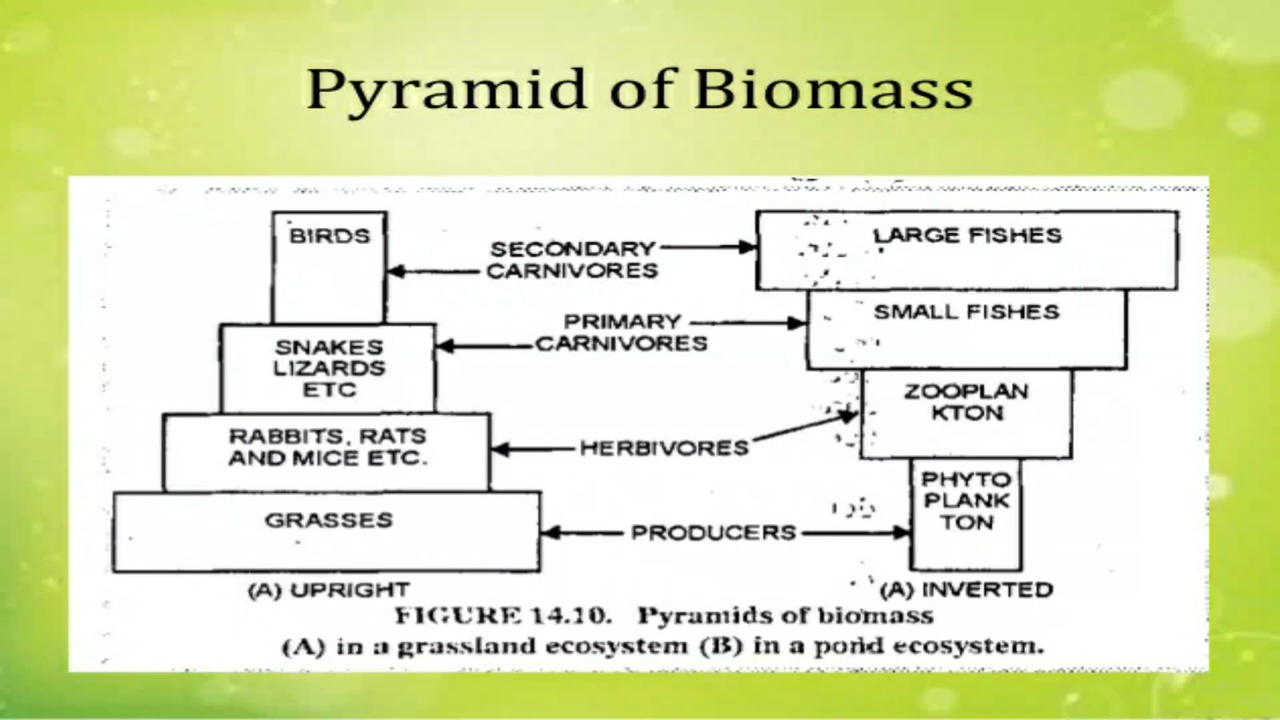 Pyramid of Biomass
BIRDS
SECONDARY
CARNIVORES
LARGE FISHES
PRIMARY
CARNIVORES
SMALL FISHES
SNAKES
LIZARDS
ETC
ZOOPLAN
KTON
RABBITS, RATS
AND MICE ETC.
HERBIVORES
PHYTO
PLANK
TON
GRASSES
PRODUCERS
(A) UPRIGHT
(A) INVERTED
FIGURE 14.10. Pyramids of biomass
(A) in a grassland ecosystem (B) in a pond ecosystem.